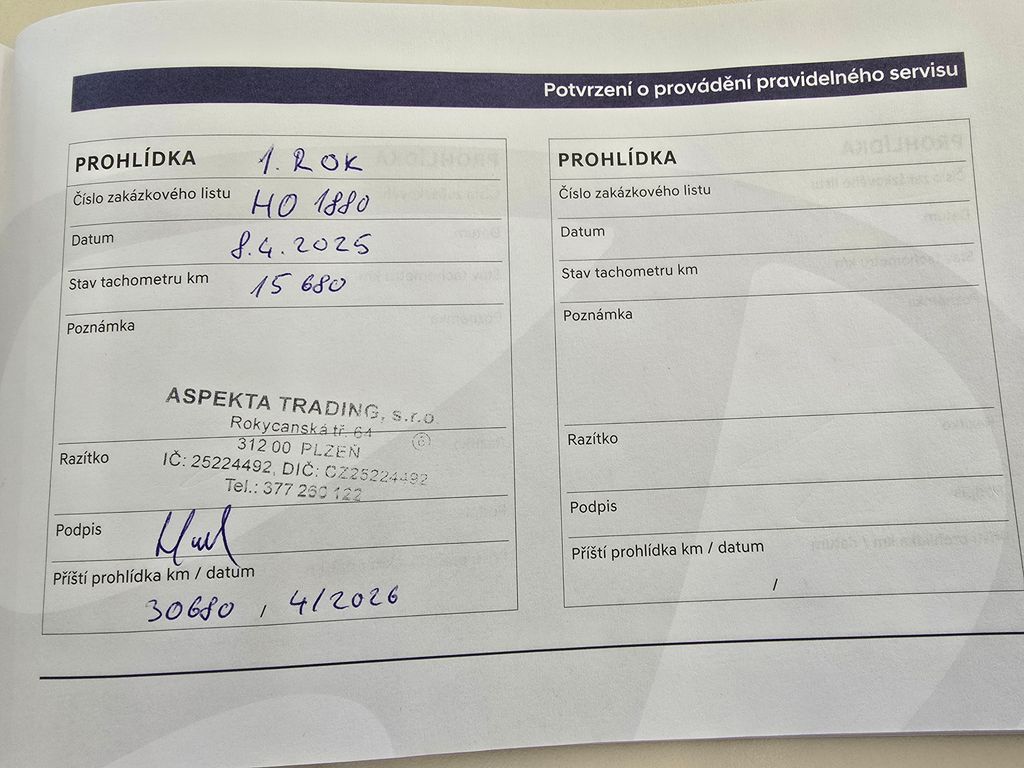 Potvrzení o provádění pravidelného servisu
PROHLÍDKA 1. ROK
Číslo zakázkového listu HO 1880
Datum 8.4.2025
Stav tachometru km 15 680
Poznámka
ASPEKTA TRADING, s.r.o.
Rokycanská tř. 64
312 00 PLZEŇ 6
Razítko
IČ: 25224492, DIČ: CZ25224492
Tel.: 377 260 122
Podpis
Příští prohlídka km / datum
30680 / 4/2026
PROHLÍDKA
Číslo zakázkového listu
Datum
Stav tachometru km
Poznámka
Razítko
Podpis
Příští prohlídka km / datum
/